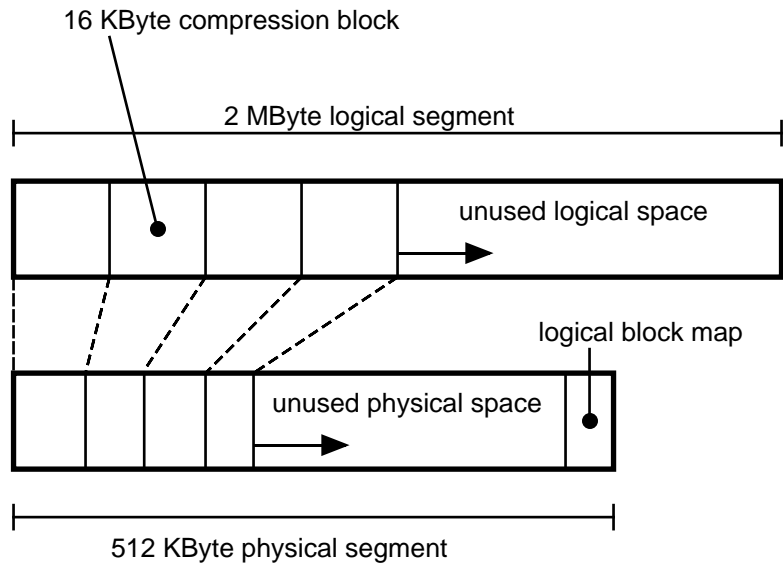 16 KByte compression block
2 MByte logical segment
unused logical space
logical block map
unused physical space
512 KByte physical segment